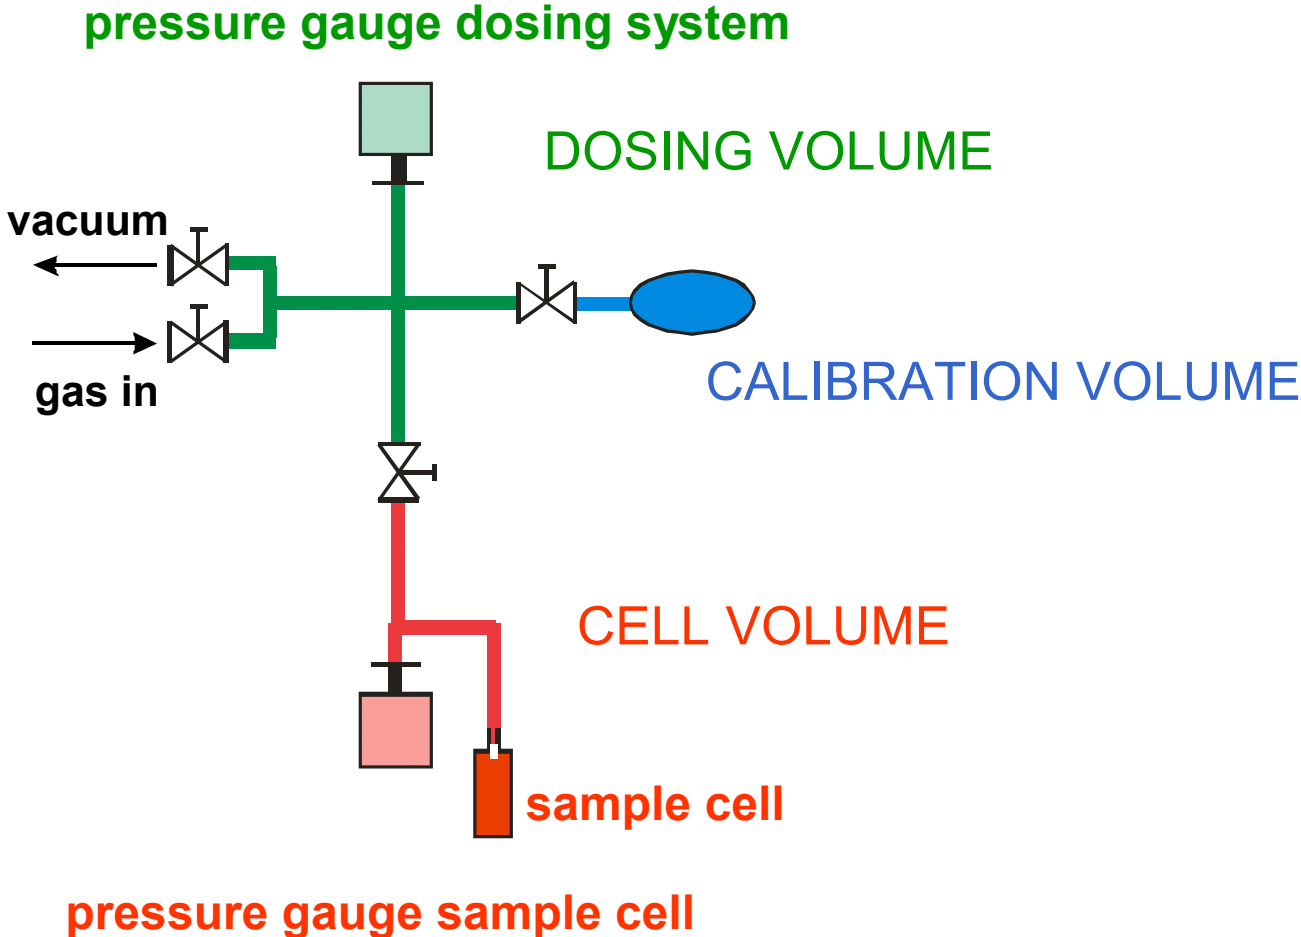 pressure gauge dosing system
DOSING VOLUME
vacuum
gas in
CALIBRATION VOLUME
CELL VOLUME
sample cell
pressure gauge sample cell